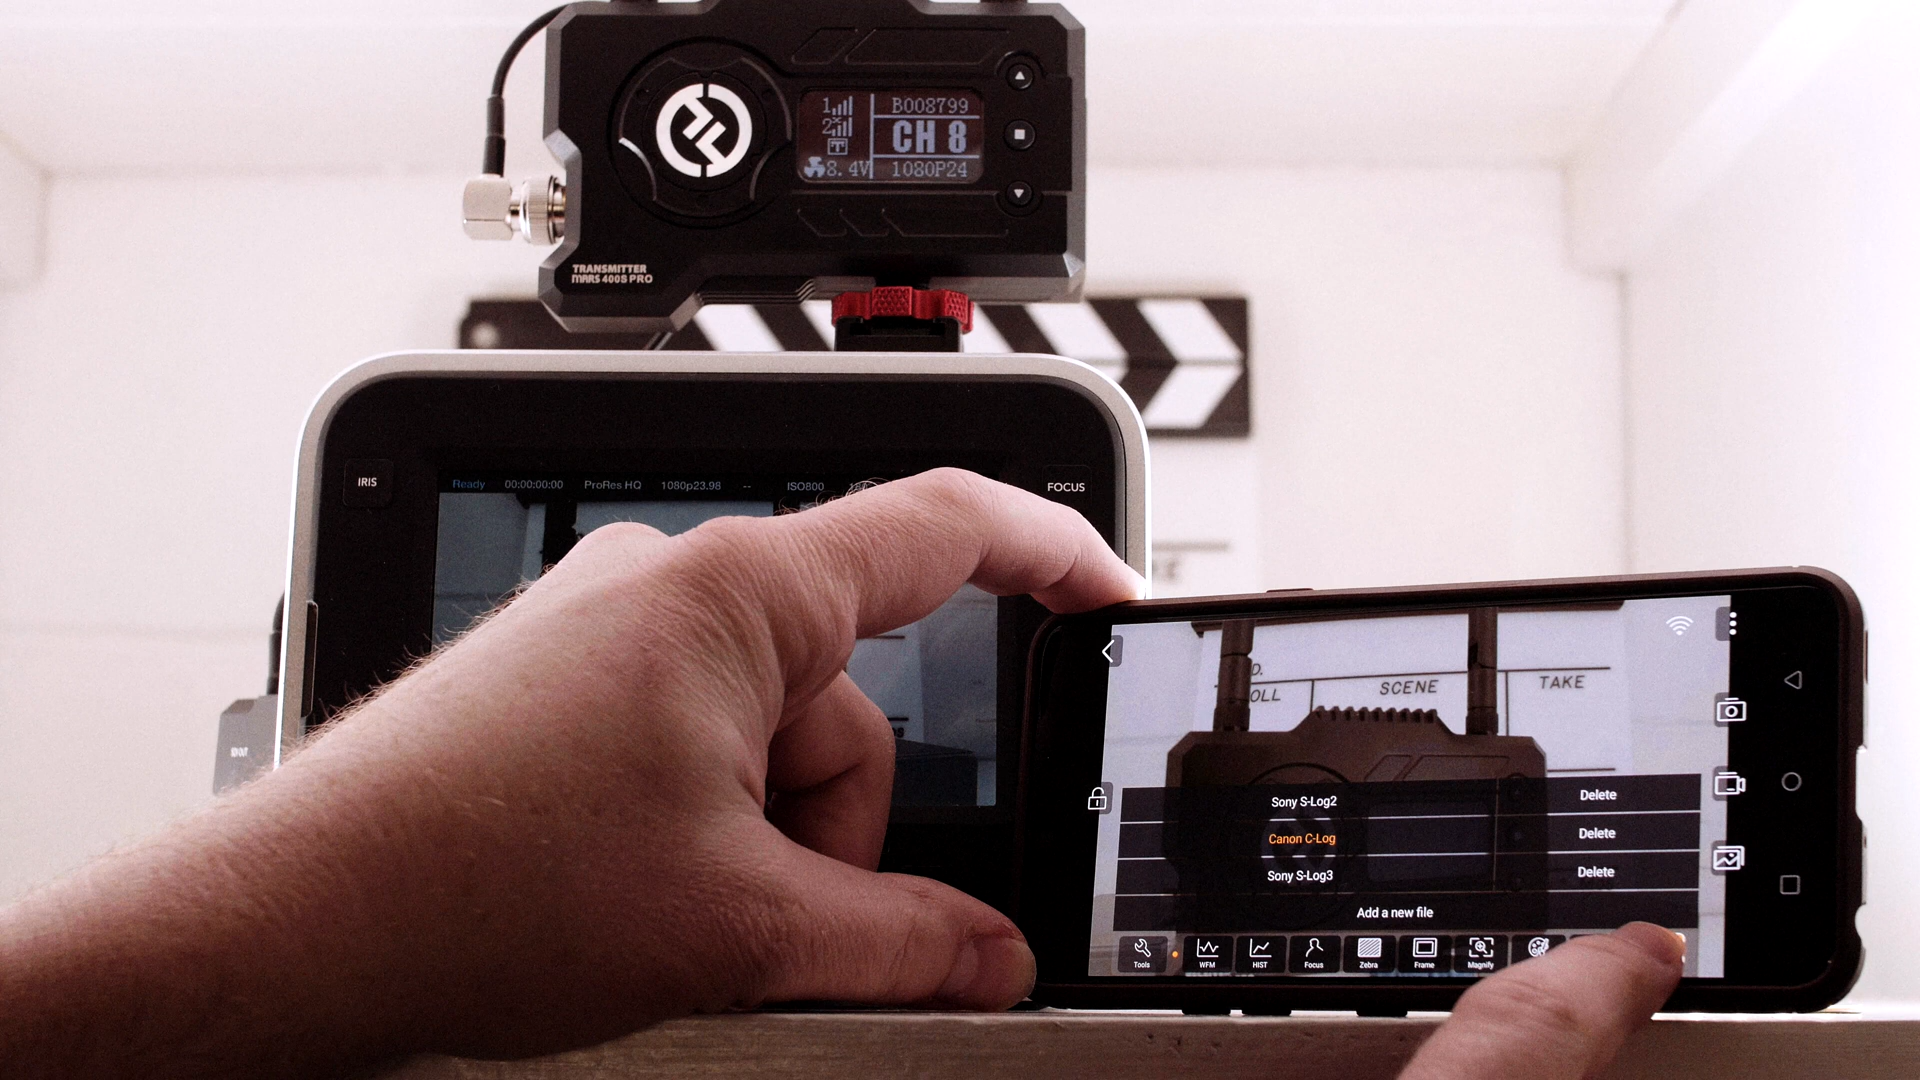 1
B008799
2
CH 8
8.4V
1080P24
TRANSMITTER
MARS 400S PRO
IRIS
Ready 00:00:00:00 ProRes HQ 1080p23.98 -- ISO800
FOCUS
D.
OLL SCENE TAKE
Sony S-Log2 Delete
Canon C-Log Delete
Sony S-Log3 Delete
Add a new file
Tools WFM HIST Focus Zebra Frame Magnify